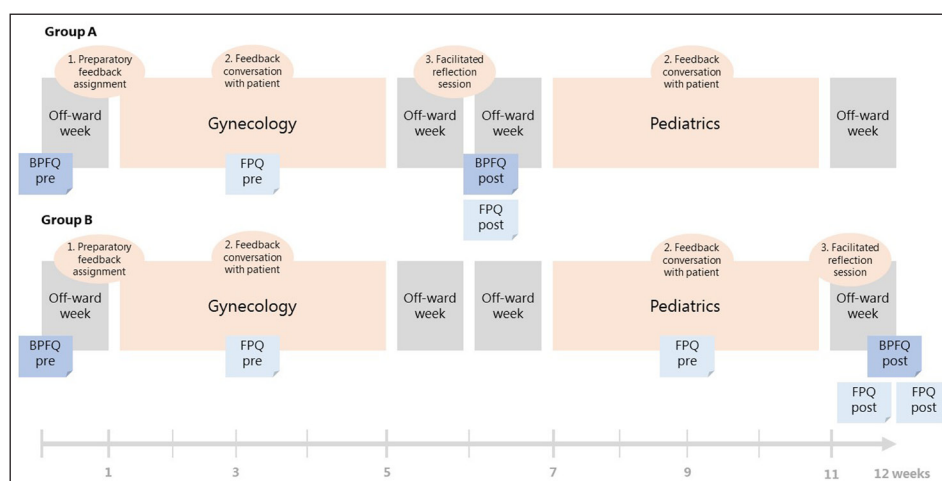 Group A
1. Preparatory
feedback
assignment
2. Feedback
conversation
with patient
3. Facilitated
reflection
session
2. Feedback
conversation
with patient
Off-ward
week
Gynecology
Off-ward
week
Off-ward
week
Pediatrics
Off-ward
week
BPFQ
pre
FPQ
pre
BPFQ
post
FPQ
post
Group B
1. Preparatory
feedback
assignment
2. Feedback
conversation
with patient
2. Feedback
conversation
with patient
3. Facilitated
reflection
session
Off-ward
week
Gynecology
Off-ward
week
Off-ward
week
Pediatrics
Off-ward
week
BPFQ
pre
FPQ
pre
FPQ
pre
BPFQ
post
FPQ
post
FPQ
post
1 3 5 7 9 11 12 weeks